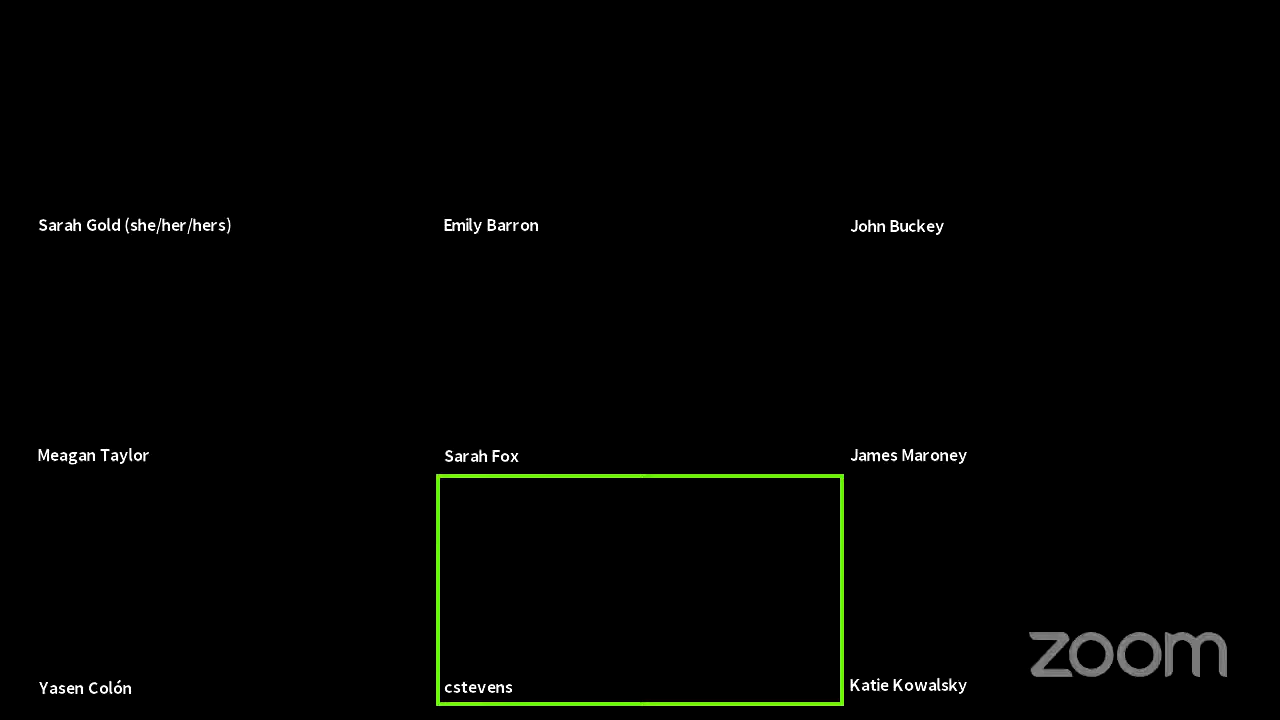 Sarah Gold (she/her/hers)
Emily Barron
John Buckey
Meagan Taylor
Sarah Fox
James Maroney
Yasen Colón
cstevens
Katie Kowalsky
zoom